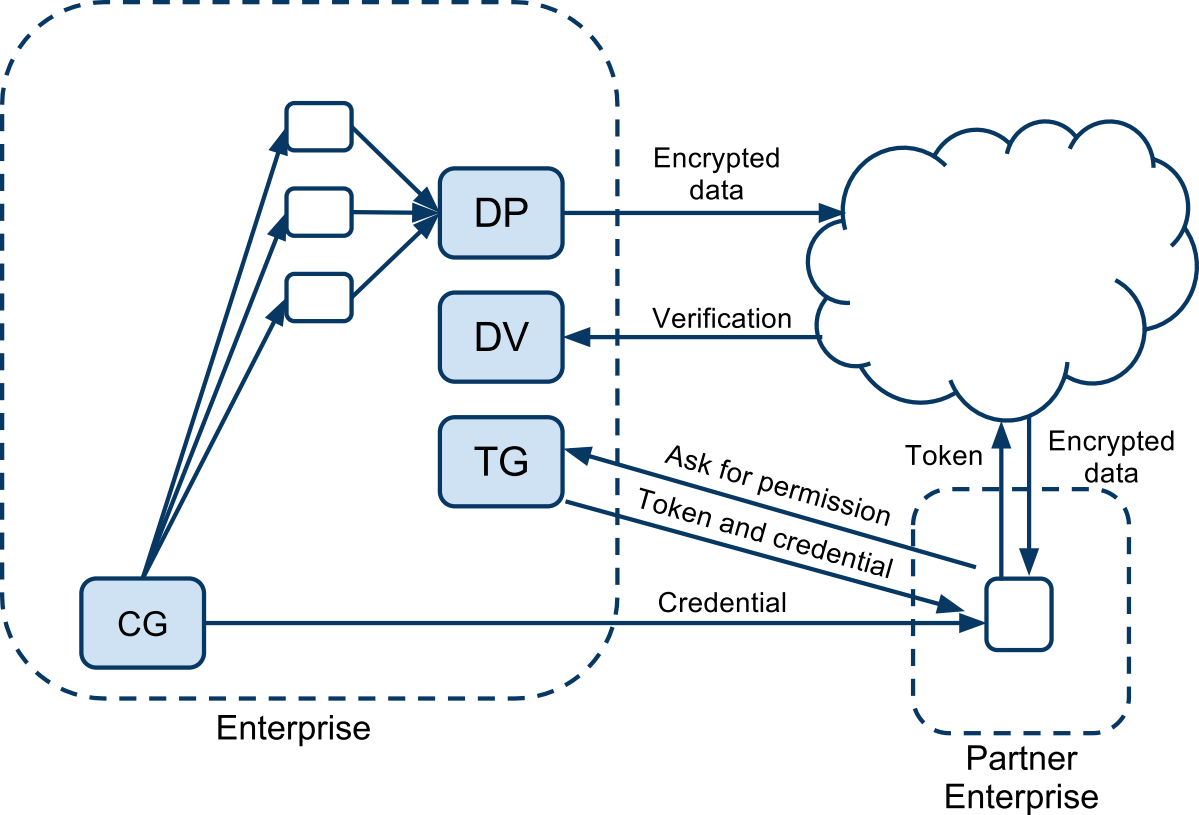 Encrypted
data
DP
Verification
DV
Token
Encrypted
data
TG
Ask for permission
Token and credential
Credential
CG
Enterprise
Partner
Enterprise